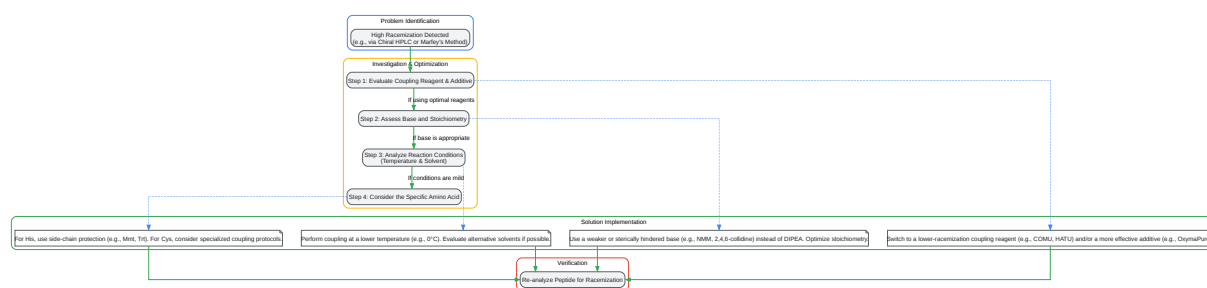 Problem Identification
High Racemization Detected
(e.g., via Chiral HPLC or Marfey's Method)
Investigation & Optimization
Step 1: Evaluate Coupling Reagent & Additive
If using optimal reagents
Step 2: Assess Base and Stoichiometry
If base is appropriate
Step 3: Analyze Reaction Conditions
(Temperature & Solvent)
If conditions are mild
Step 4: Consider the Specific Amino Acid
Solution Implementation
For His, use side-chain protection (e.g., Mmt, Trt). For Cys, consider specialized coupling protocols.
Perform coupling at a lower temperature (e.g., 0°C). Evaluate alternative solvents if possible.
Use a weaker or sterically hindered base (e.g., NMM, 2,4,6-collidine) instead of DIPEA. Optimize stoichiometry.
Switch to a lower-racemization coupling reagent (e.g., COMU, HATU) and/or a more effective additive (e.g., OxymaPure
Verification
Re-analyze Peptide for Racemization